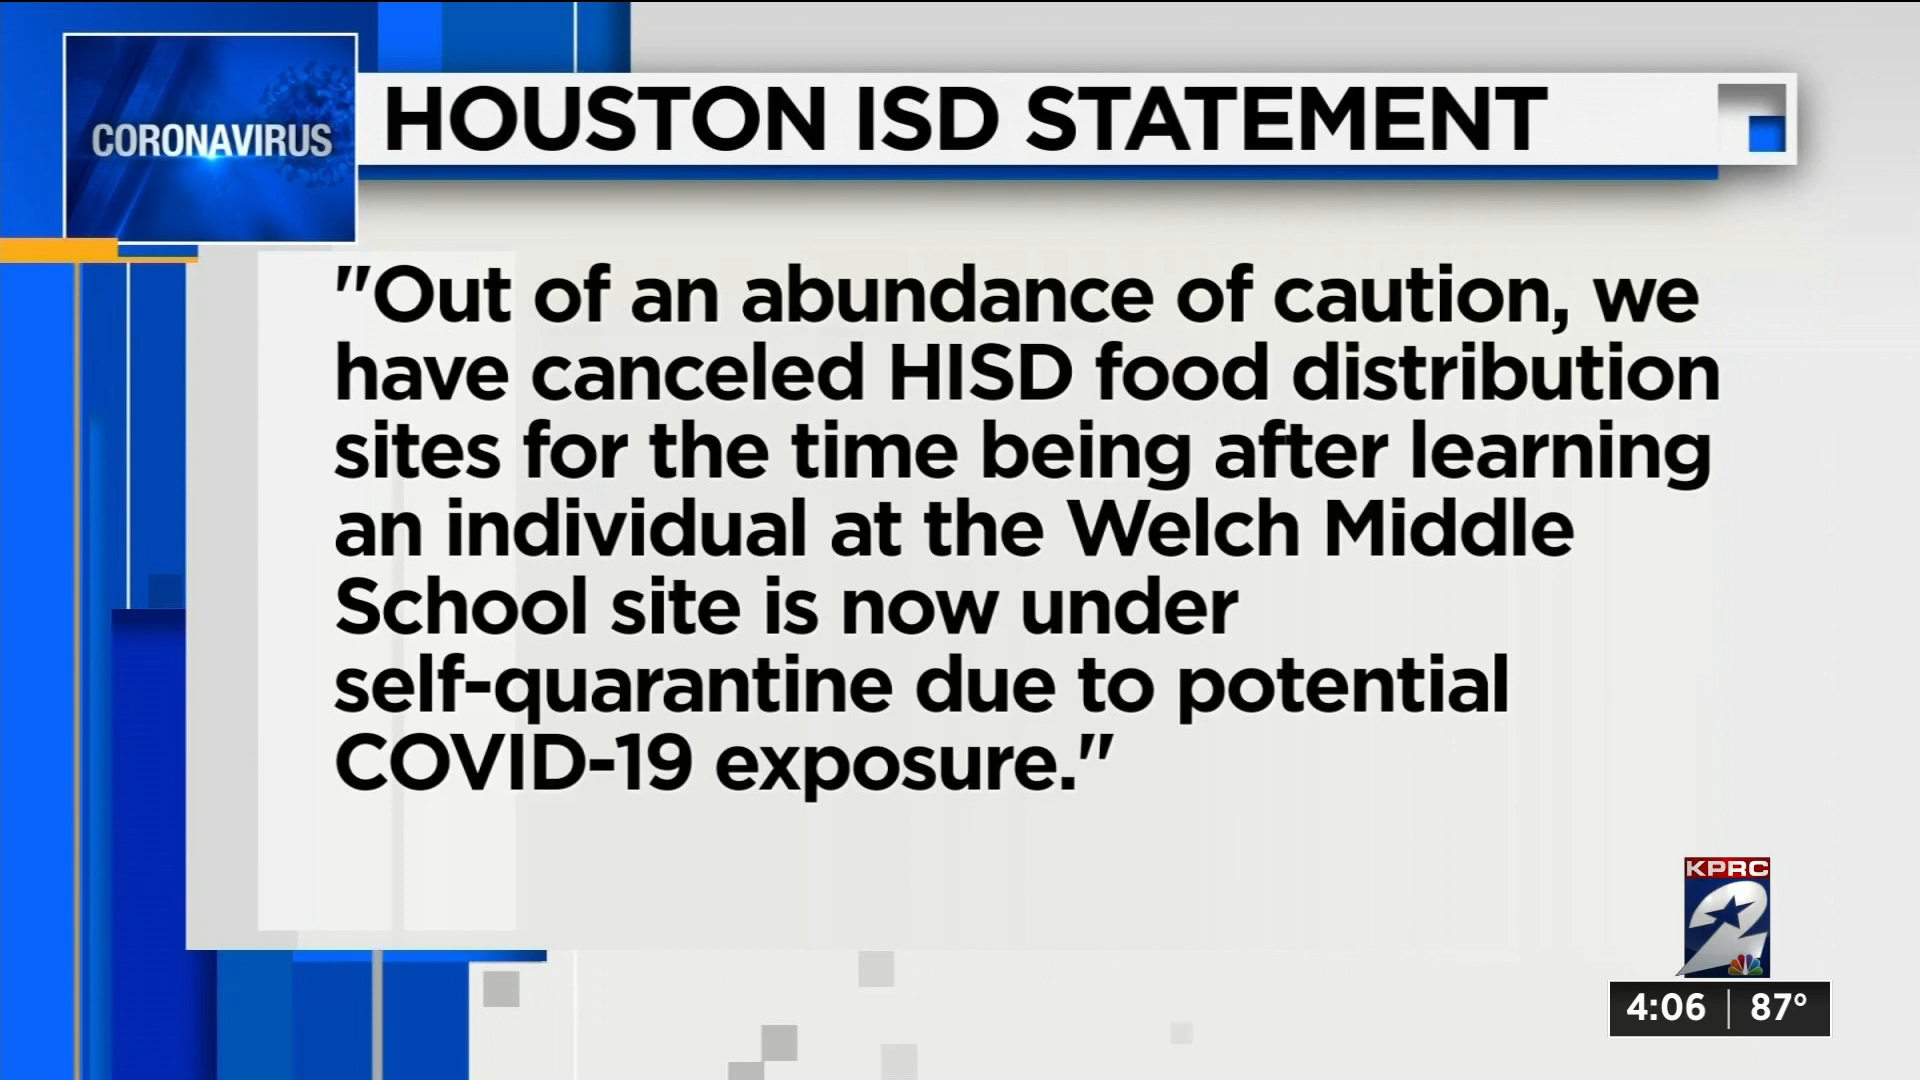 CORONAVIRUS
HOUSTON ISD STATEMENT
"Out of an abundance of caution, we
have canceled HISD food distribution
sites for the time being after learning
an individual at the Welch Middle
School site is now under
self-quarantine due to potential
COVID-19 exposure."
KPRC
2
4:06 | 87°